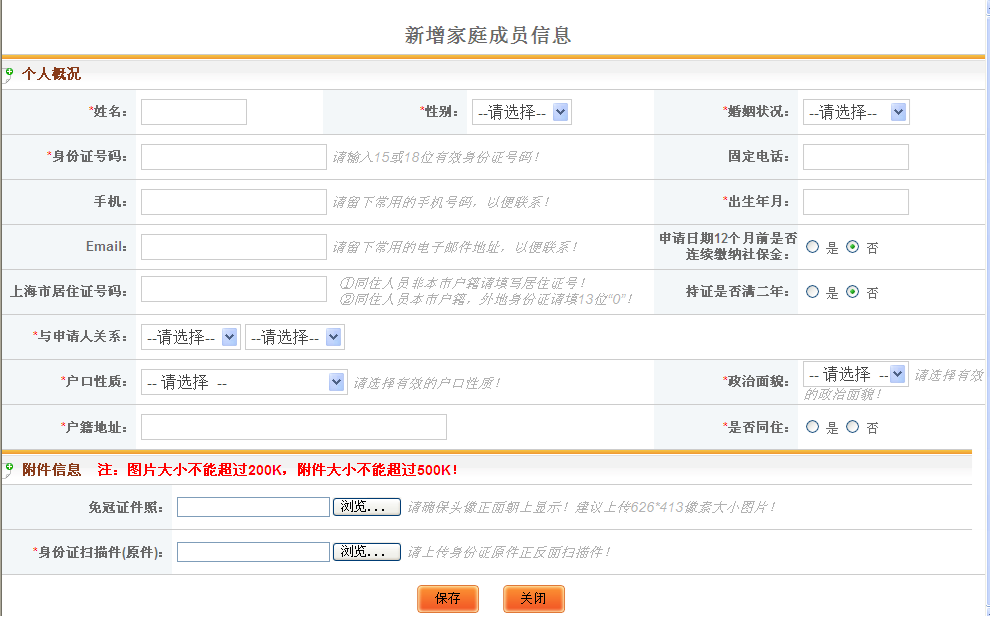 新增家庭成员信息
个人概况
*姓名： *性别： --请选择-- *婚姻状况： --请选择--
*身份证号码： 请输入15或18位有效身份证号码！ 固定电话：
手机： 请留下常用的手机号码，以便联系！ *出生年月：
Email： 请留下常用的电子邮件地址，以便联系！ 申请日期12个月前是否
连续缴纳社保金： 是 否
上海市居住证号码： ①同住人员非本市户籍请填写居住证号！
②同住人员本市户籍，外地身份证请填13位“0”！ 持证是否满二年： 是 否
*与申请人关系： --请选择-- --请选择--
*户口性质： -- 请选择 -- 请选择有效的户口性质！ *政治面貌： -- 请选择 -- 请选择有效
的政治面貌！
*户籍地址： *是否同住： 是 否
附件信息 注：图片大小不能超过200K，附件大小不能超过500K！
免冠证件照： 浏览... 请确保头像正面朝上显示！建议上传626*413像素大小图片！
*身份证扫描件(原件)： 浏览... 请上传身份证原件正反面扫描件！
保存 关闭